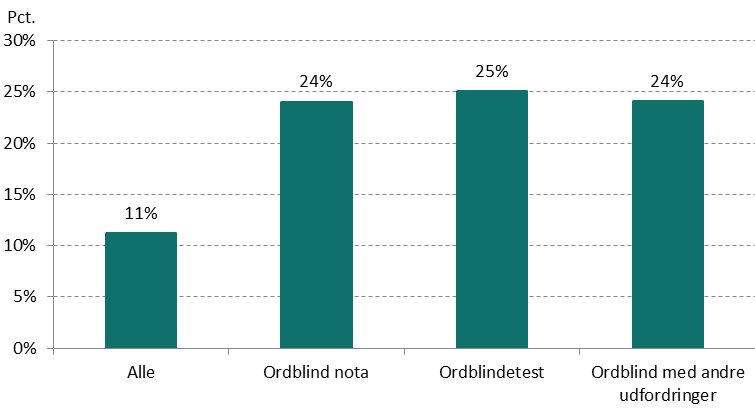 Pct.
30%
25%
20%
15%
10%
5%
0%
11%
24%
25%
24%
Alle
Ordblind nota
Ordblindetest
Ordblind med andre
udfordringer